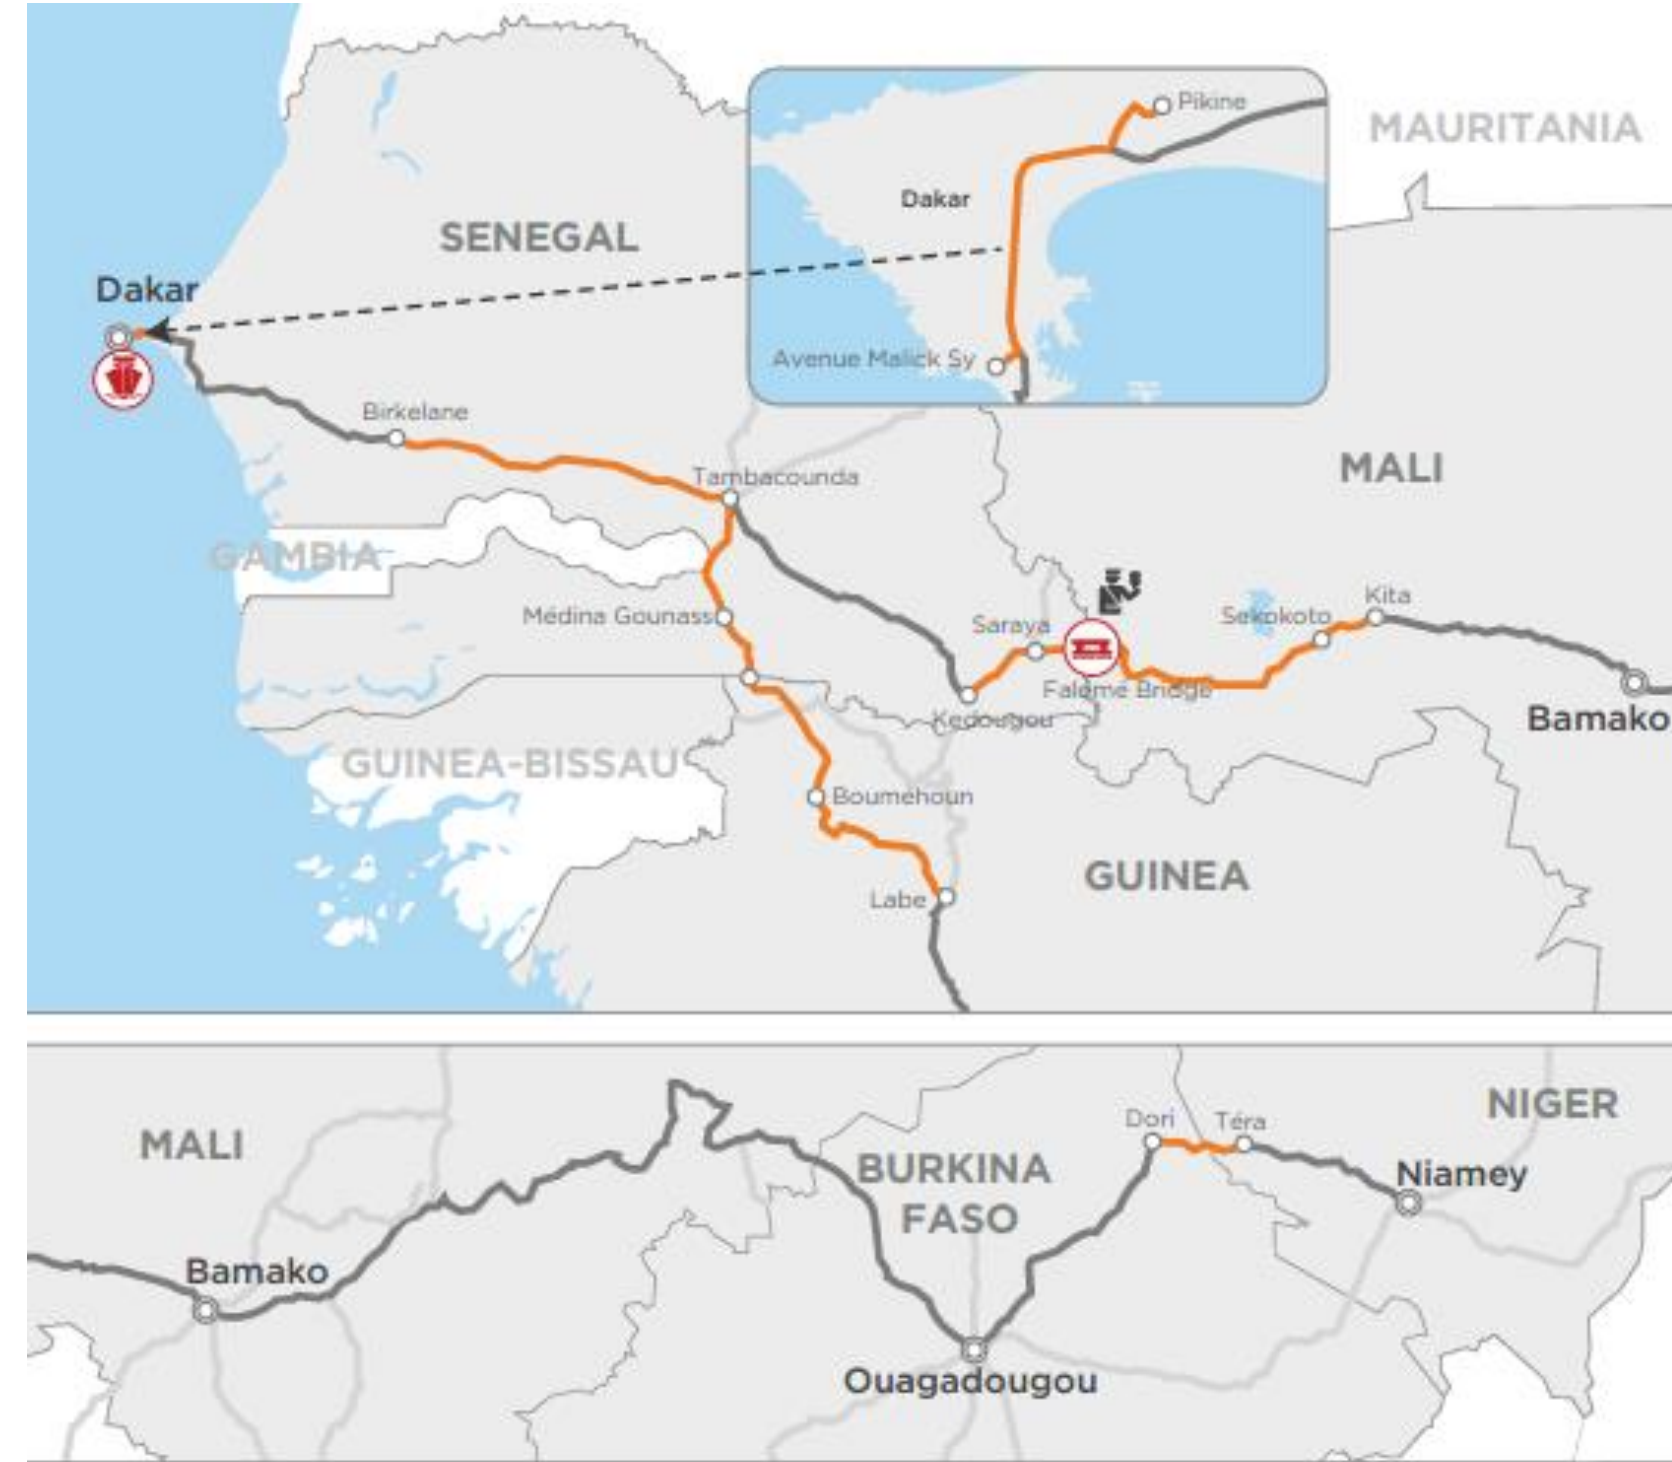 Pikine
MAURITANIA
Dakar
SENEGAL
Dakar
Avenue Malick Sy
Birkelane
MALI
Tambacounda
GAMBIA
Kita
Médina Gounass
Saraya
Sekokoto
Falémé Bridge
Kedougou
Bamako
GUINEA-BISSAU
Boumehoun
GUINEA
Labe
NIGER
Dori
Téra
MALI
BURKINA
FASO
Niamey
Bamako
Ouagadougou